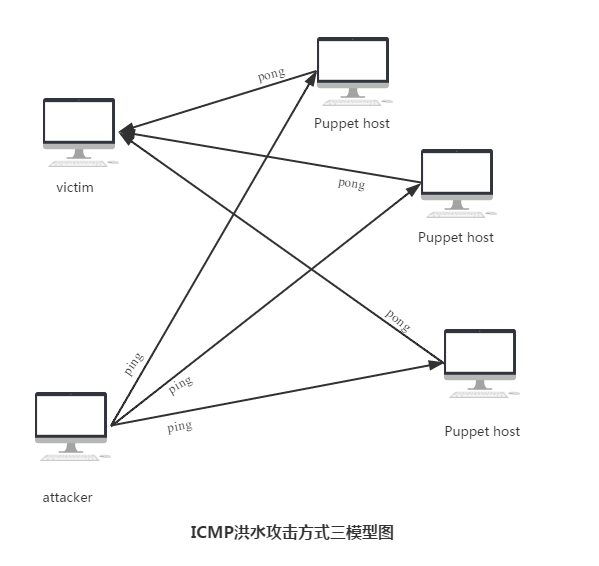 pong
Puppet host
victim
pong
Puppet host
pong
ping
ping
ping
Puppet host
attacker
ICMP洪水攻击方式三模型图